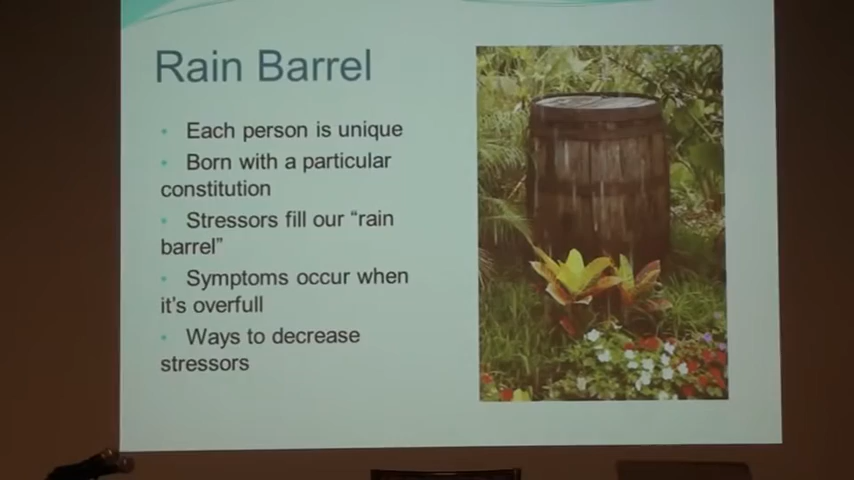 Rain Barrel
• Each person is unique
• Born with a particular
constitution
• Stressors fill our “rain
barrel”
• Symptoms occur when
it’s overfull
• Ways to decrease
stressors